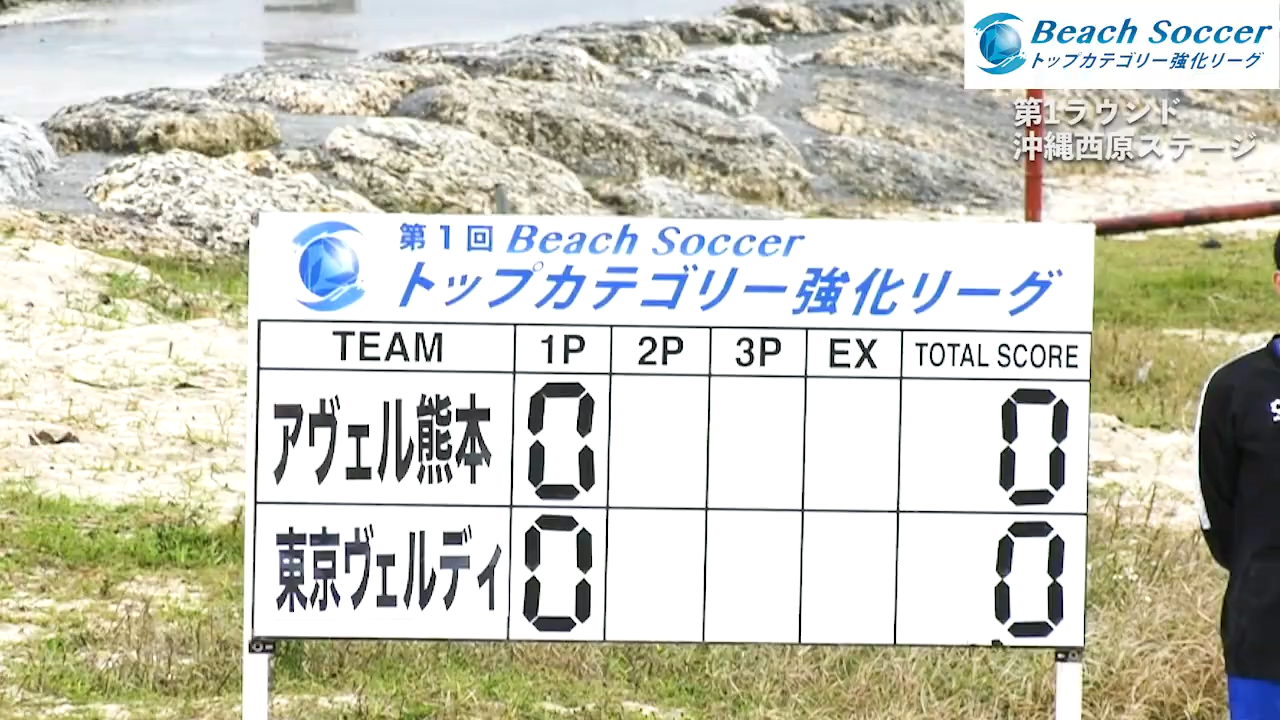 Beach Soccer
トップカテゴリー強化リーグ
第1ラウンド
沖縄西原ステージ
第1回 Beach Soccer
トップカテゴリー強化リーグ
TEAM 1P 2P 3P EX TOTAL SCORE
アヴェル熊本 0 0
東京ヴェルディ 0 0